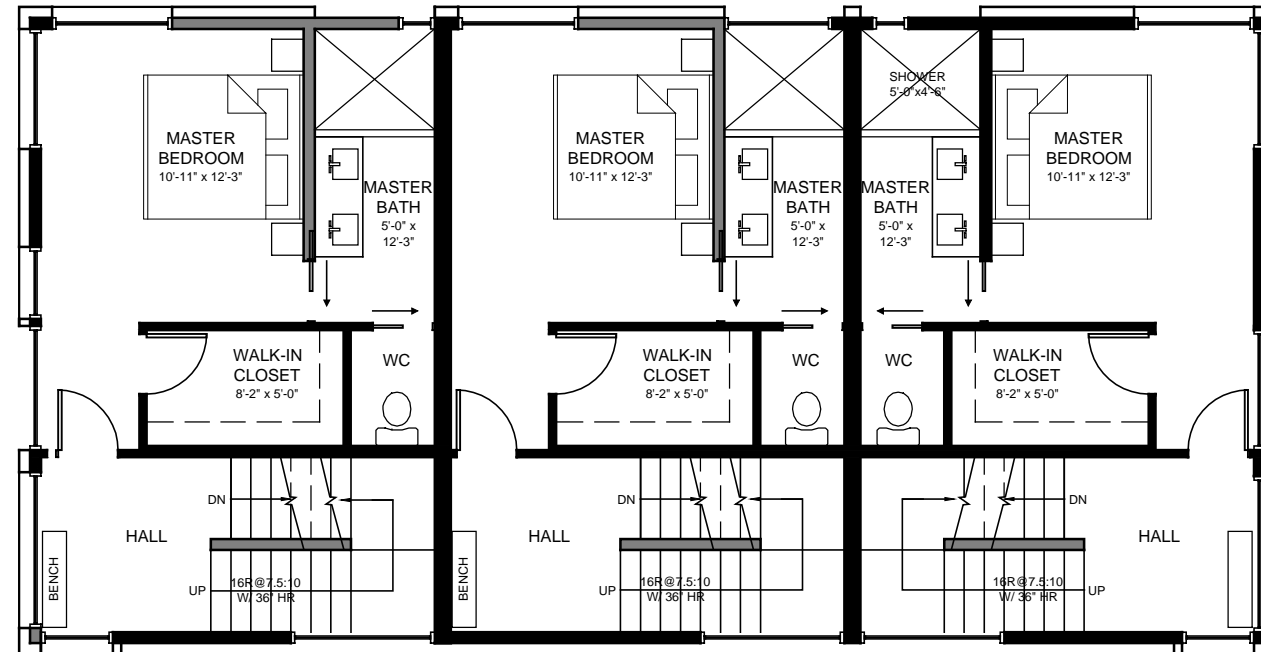 SHOWER
5'-0"x4'-6"
MASTER
BEDROOM
10'-11" x 12'-3"
MASTER
BEDROOM
10'-11" x 12'-3"
MASTER
BEDROOM
10'-11" x 12'-3"
MASTER
BATH
5'-0" x
12'-3"
MASTER
BATH
5'-0" x
12'-3"
MASTER
BATH
5'-0" x
12'-3"
WALK-IN
CLOSET
8'-2" x 5'-0"
WC
WALK-IN
CLOSET
8'-2" x 5'-0"
WC
WC
WALK-IN
CLOSET
8'-2" x 5'-0"
DN
DN
DN
HALL
HALL
HALL
BENCH
UP
16R@7.5:10
W/ 36" HR
BENCH
UP
16R@7.5:10
W/ 36" HR
16R@7.5:10
W/ 36" HR
UP